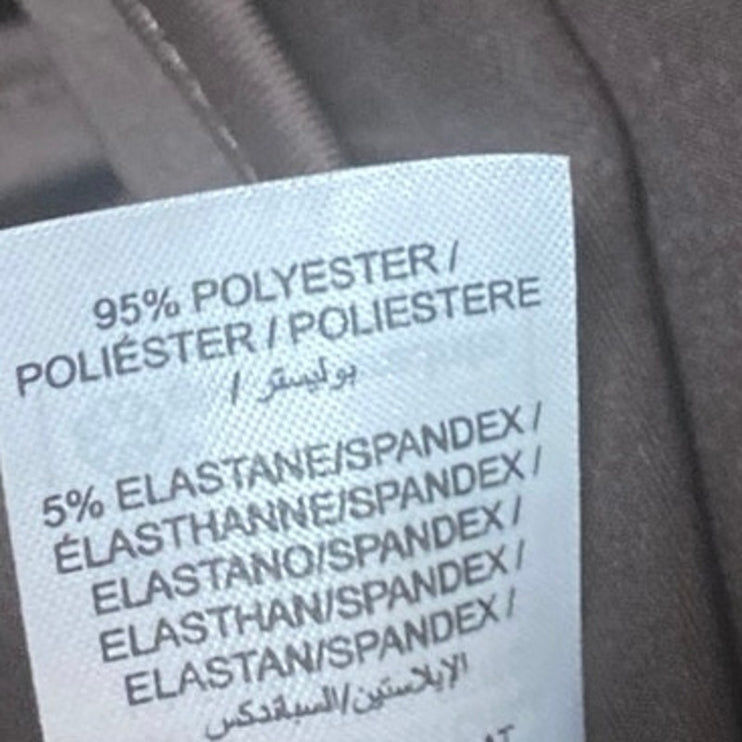 95% POLYESTER /
POLIÉSTER / POLIESTERE
بوليستر /
5% ELASTANE/SPANDEX /
ÉLASTHANNE/SPANDEX /
ELASTANO/SPANDEX /
ELASTHAN/SPANDEX /
ELASTAN/SPANDEX /
الإيلاستين/السباندكس